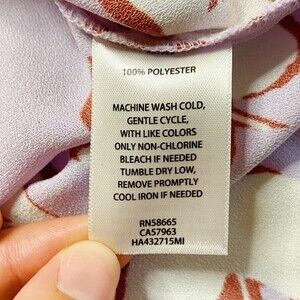 100% POLYESTER
MACHINE WASH COLD,
GENTLE CYCLE,
WITH LIKE COLORS
ONLY NON-CHLORINE
BLEACH IF NEEDED
TUMBLE DRY LOW,
REMOVE PROMPTLY
COOL IRON IF NEEDED
RN58665
CA57963
HA432715MI